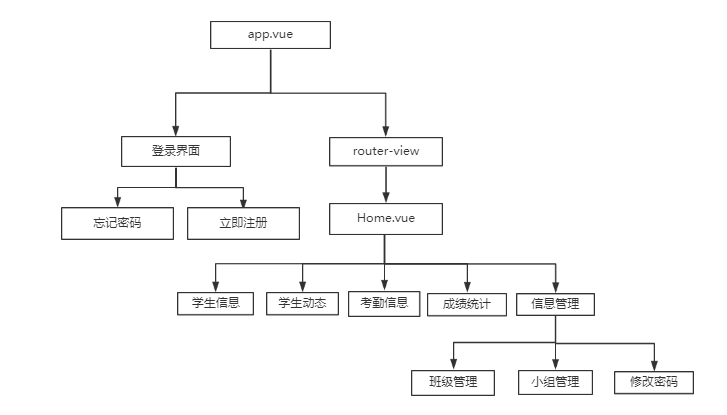 app.vue
登录界面
router-view
忘记密码
立即注册
Home.vue
学生信息
学生动态
考勤信息
成绩统计
信息管理
班级管理
小组管理
修改密码